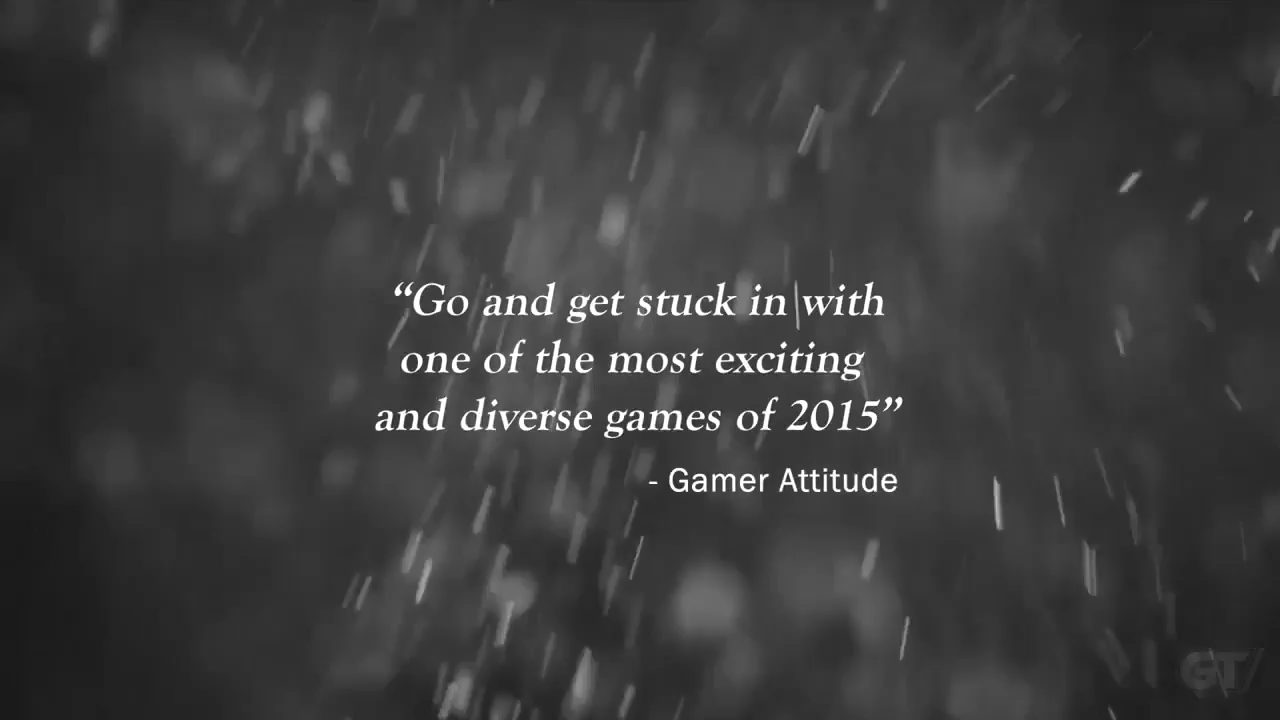 “Go and get stuck in with
one of the most exciting
and diverse games of 2015”
- Gamer Attitude
GT